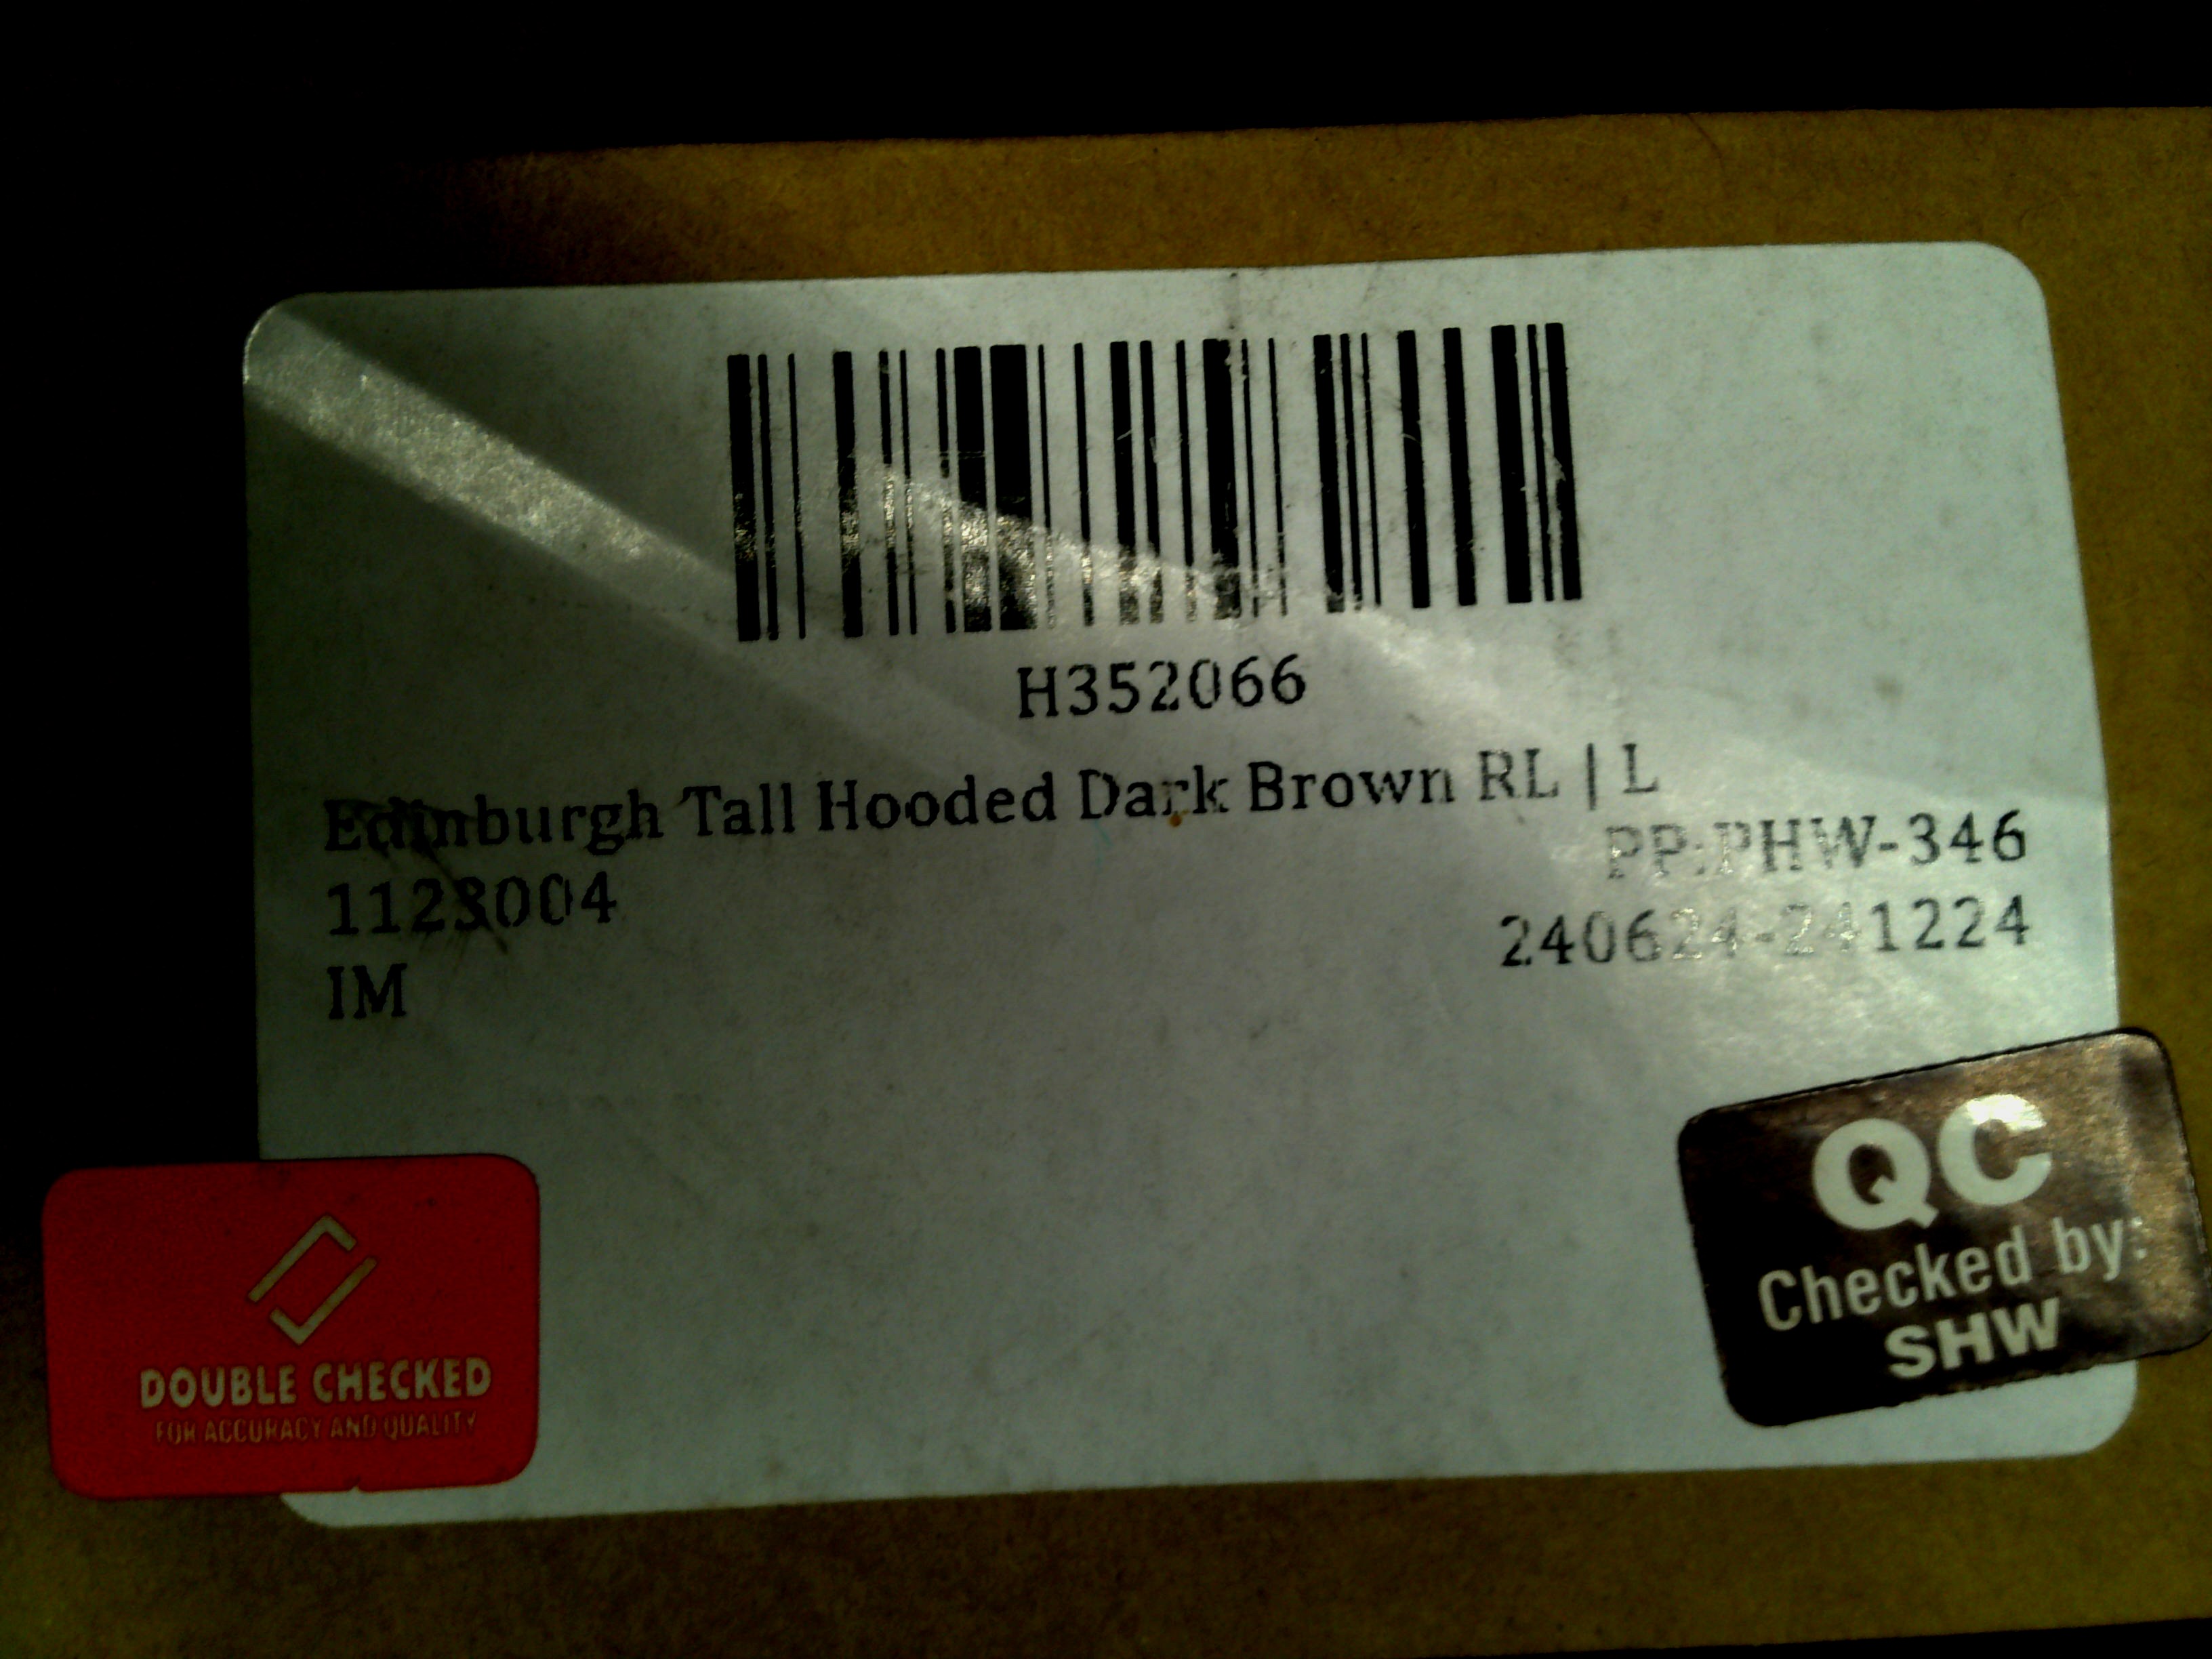 H352066
Edinburgh Tall Hooded Dark Brown RL | L
PP:PHW-346
1123004
240624-241224
IM
DOUBLE CHECKED
FOR ACCURACY AND QUALITY
QC
Checked by:
SHW